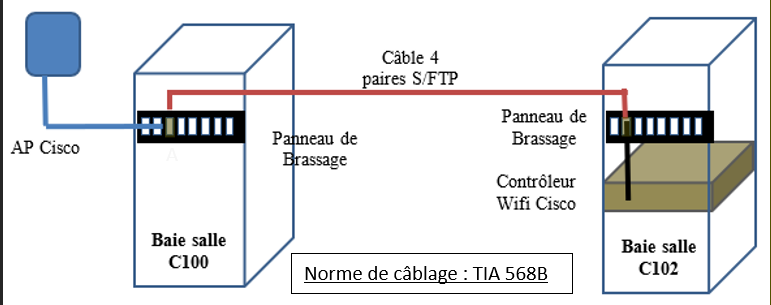 Câble 4
paires S/FTP
AP Cisco
Panneau de
Brassage
Panneau de
Brassage
Contrôleur
Wifi Cisco
Baie salle
C100
Baie salle
C102
Norme de câblage : TIA 568B
A